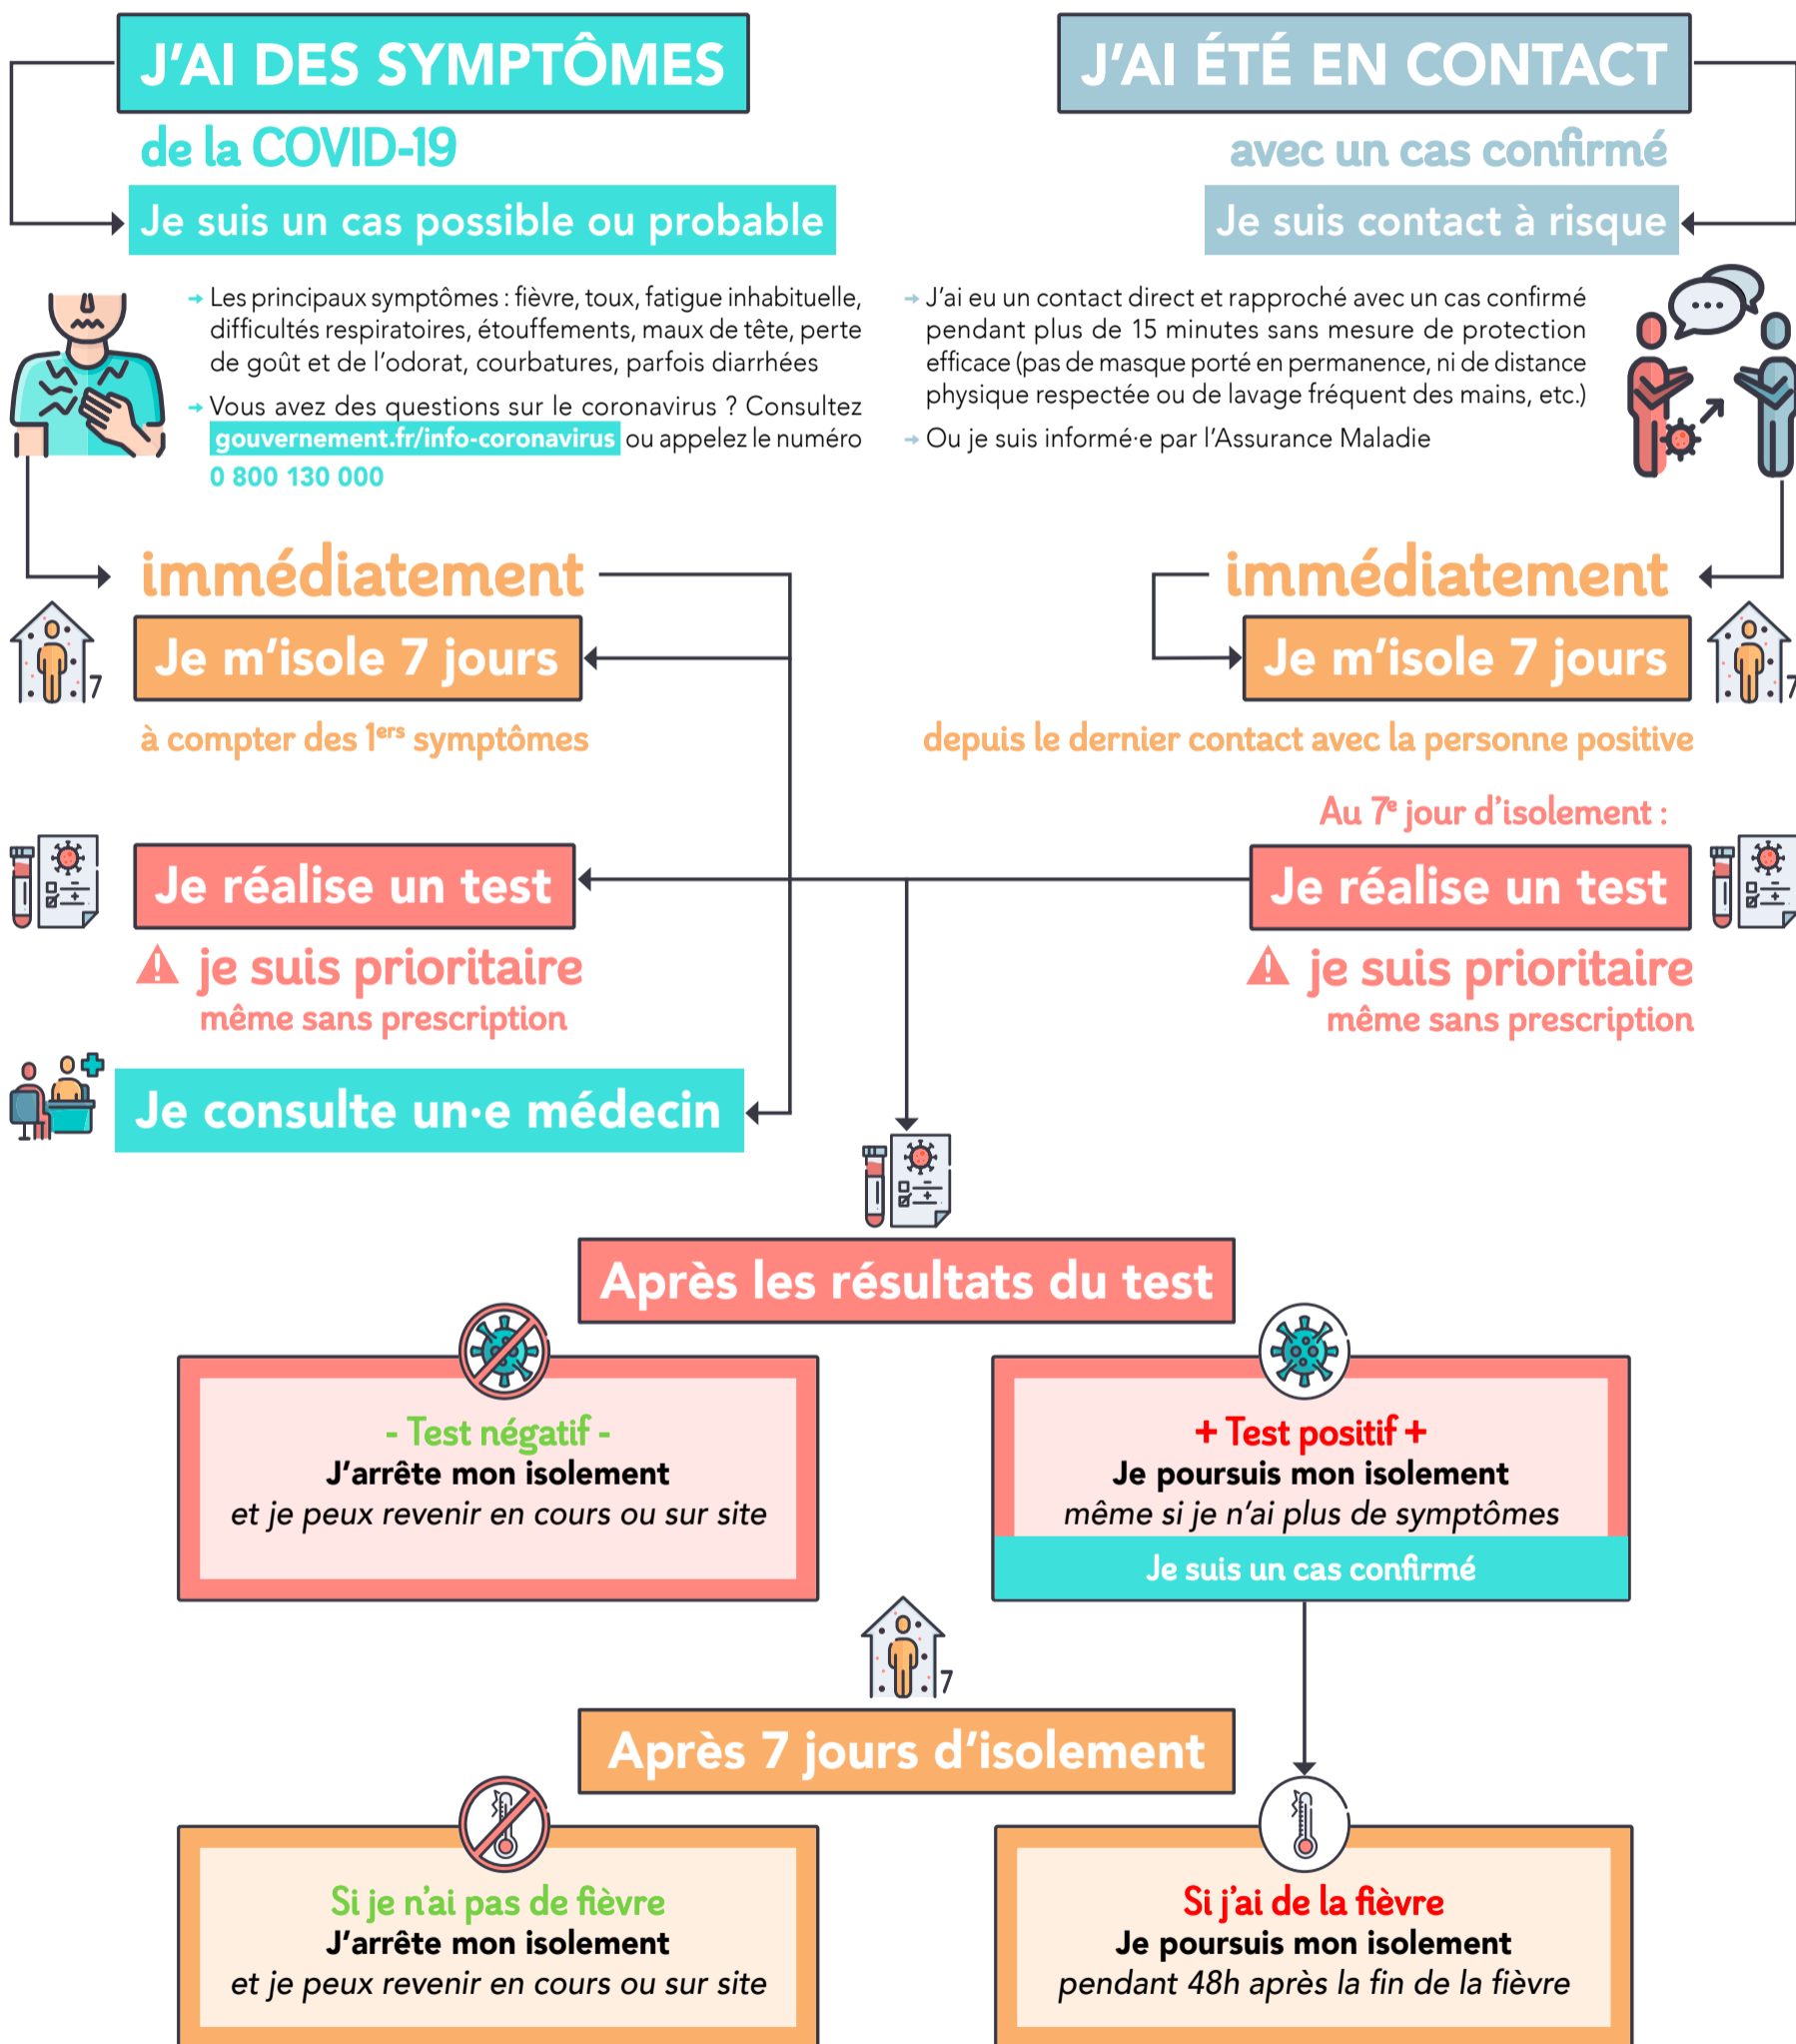 J'AI DES SYMPTÔMES
de la COVID-19
Je suis un cas possible ou probable
→ Les principaux symptômes : fièvre, toux, fatigue inhabituelle,
difficultés respiratoires, étouffements, maux de tête, perte
de goût et de l'odorat, courbatures, parfois diarrhées
→ Vous avez des questions sur le coronavirus ? Consultez
gouvernement.fr/info-coronavirus ou appelez le numéro
0 800 130 000
J'AI ÉTÉ EN CONTACT
avec un cas confirmé
Je suis contact à risque
→ J'ai eu un contact direct et rapproché avec un cas confirmé
pendant plus de 15 minutes sans mesure de protection
efficace (pas de masque porté en permanence, ni de distance
physique respectée ou de lavage fréquent des mains, etc.)
→ Ou je suis informé·e par l'Assurance Maladie
immédiatement
Je m'isole 7 jours
7
à compter des 1ers symptômes
Je réalise un test
je suis prioritaire
même sans prescription
Je consulte un·e médecin
immédiatement
Je m'isole 7 jours
7
depuis le dernier contact avec la personne positive
Au 7e jour d'isolement :
Je réalise un test
je suis prioritaire
même sans prescription
Après les résultats du test
- Test négatif -
J'arrête mon isolement
et je peux revenir en cours ou sur site
+ Test positif +
Je poursuis mon isolement
même si je n'ai plus de symptômes
Je suis un cas confirmé
7
Après 7 jours d'isolement
Si je n'ai pas de fièvre
J'arrête mon isolement
et je peux revenir en cours ou sur site
Si j'ai de la fièvre
Je poursuis mon isolement
pendant 48h après la fin de la fièvre